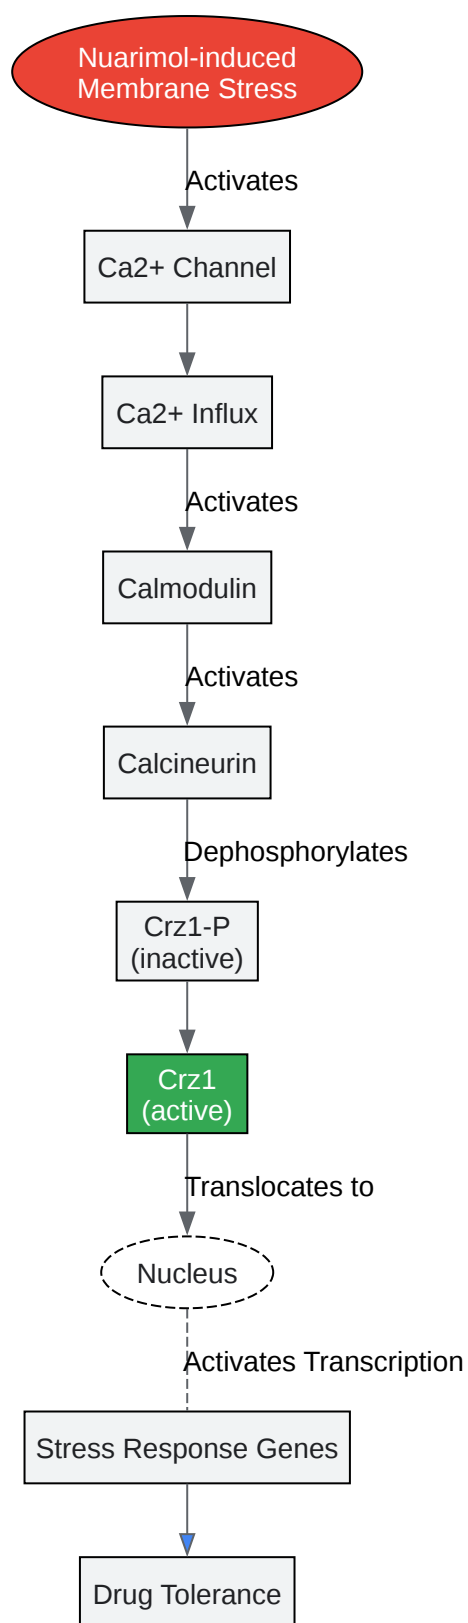 Nuarimol-induced
Membrane Stress
Activates
Ca2+ Channel
Ca2+ Influx
Activates
Calmodulin
Activates
Calcineurin
Dephosphorylates
Crz1-P
(inactive)
Crz1
(active)
Translocates to
Nucleus
Activates Transcription
Stress Response Genes
Drug Tolerance